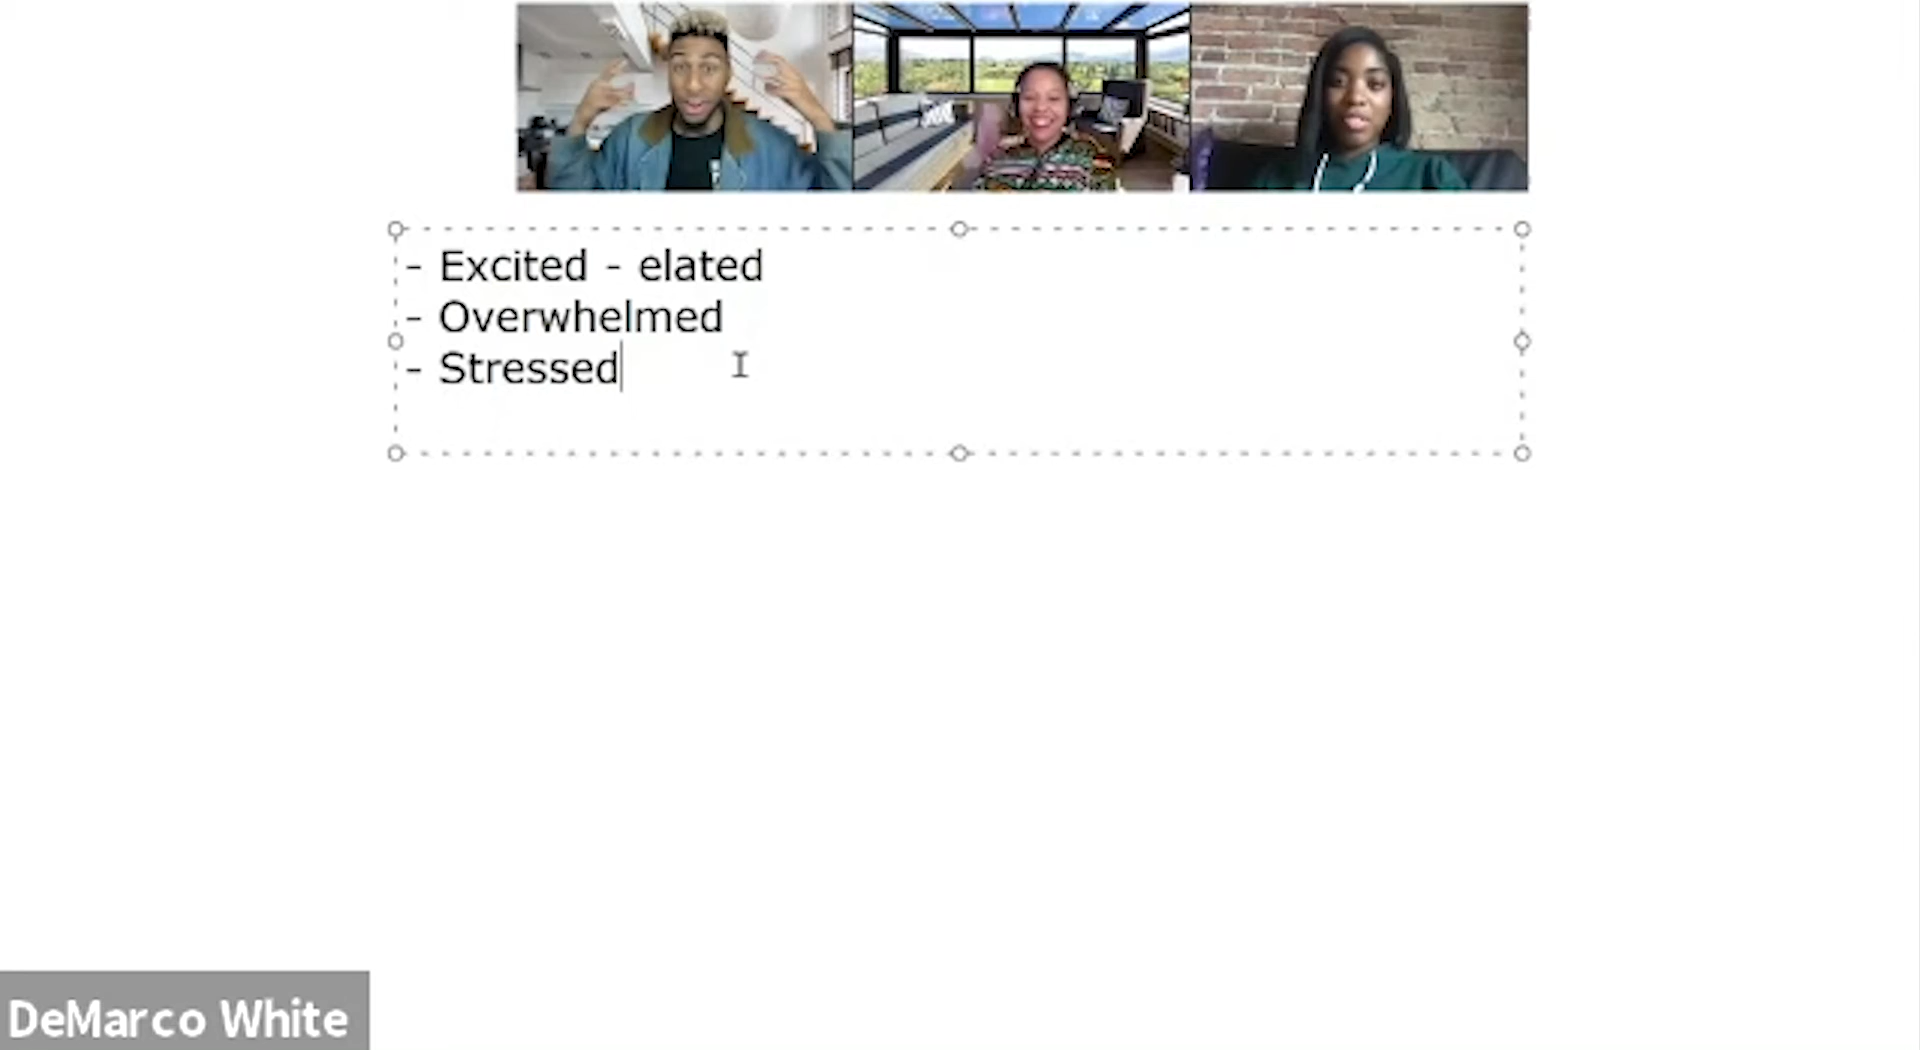 - Excited - elated
- Overwhelmed
- Stressed
DeMarco White